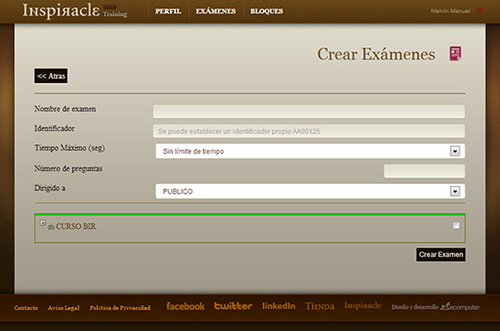 Inspiracle
Training
PERFIL EXÁMENES BLOQUES
Melvin Manuel
Crear Exámenes
<< Atras
Nombre de examen
Identificador Se puede establecer un identificador propio AA00125
Tiempo Máximo (seg) Sin límite de tiempo
Número de preguntas
Dirigido a PUBLICO
(0) CURSO BIR
Crear Examen
Contacto Aviso Legal Politica de Privacidad facebook twitter linkedin Tienda Inspiracle Diseño y desarrollo ecomputer